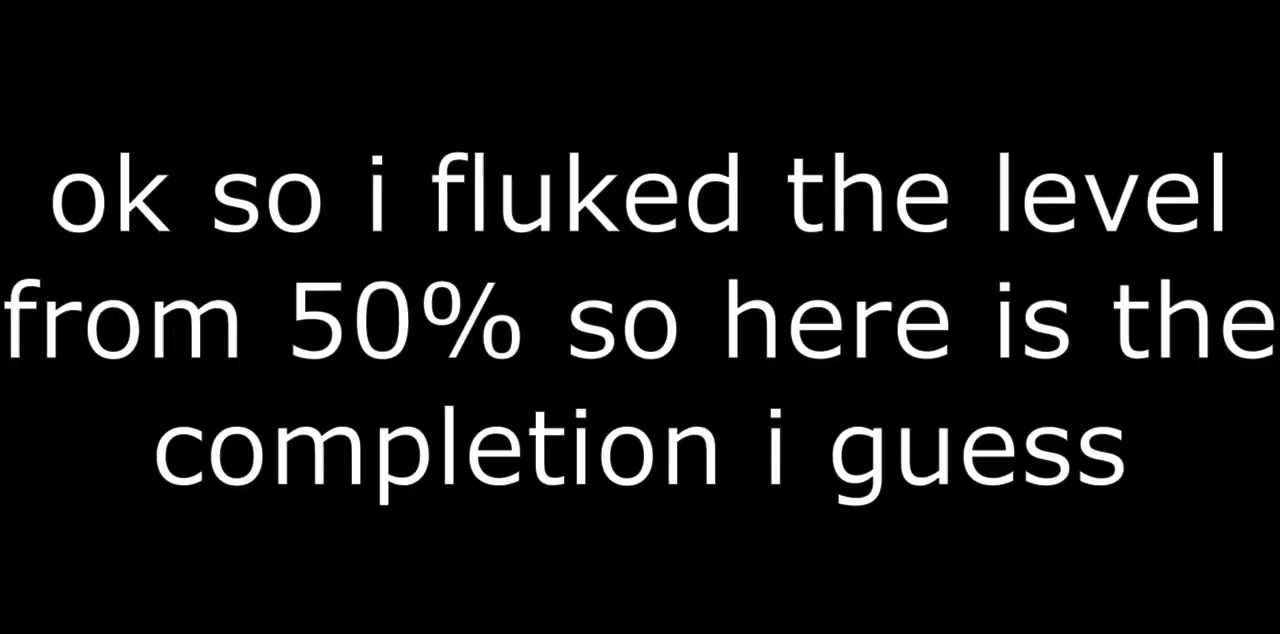 ok so i fluked the level
from 50% so here is the
completion i guess